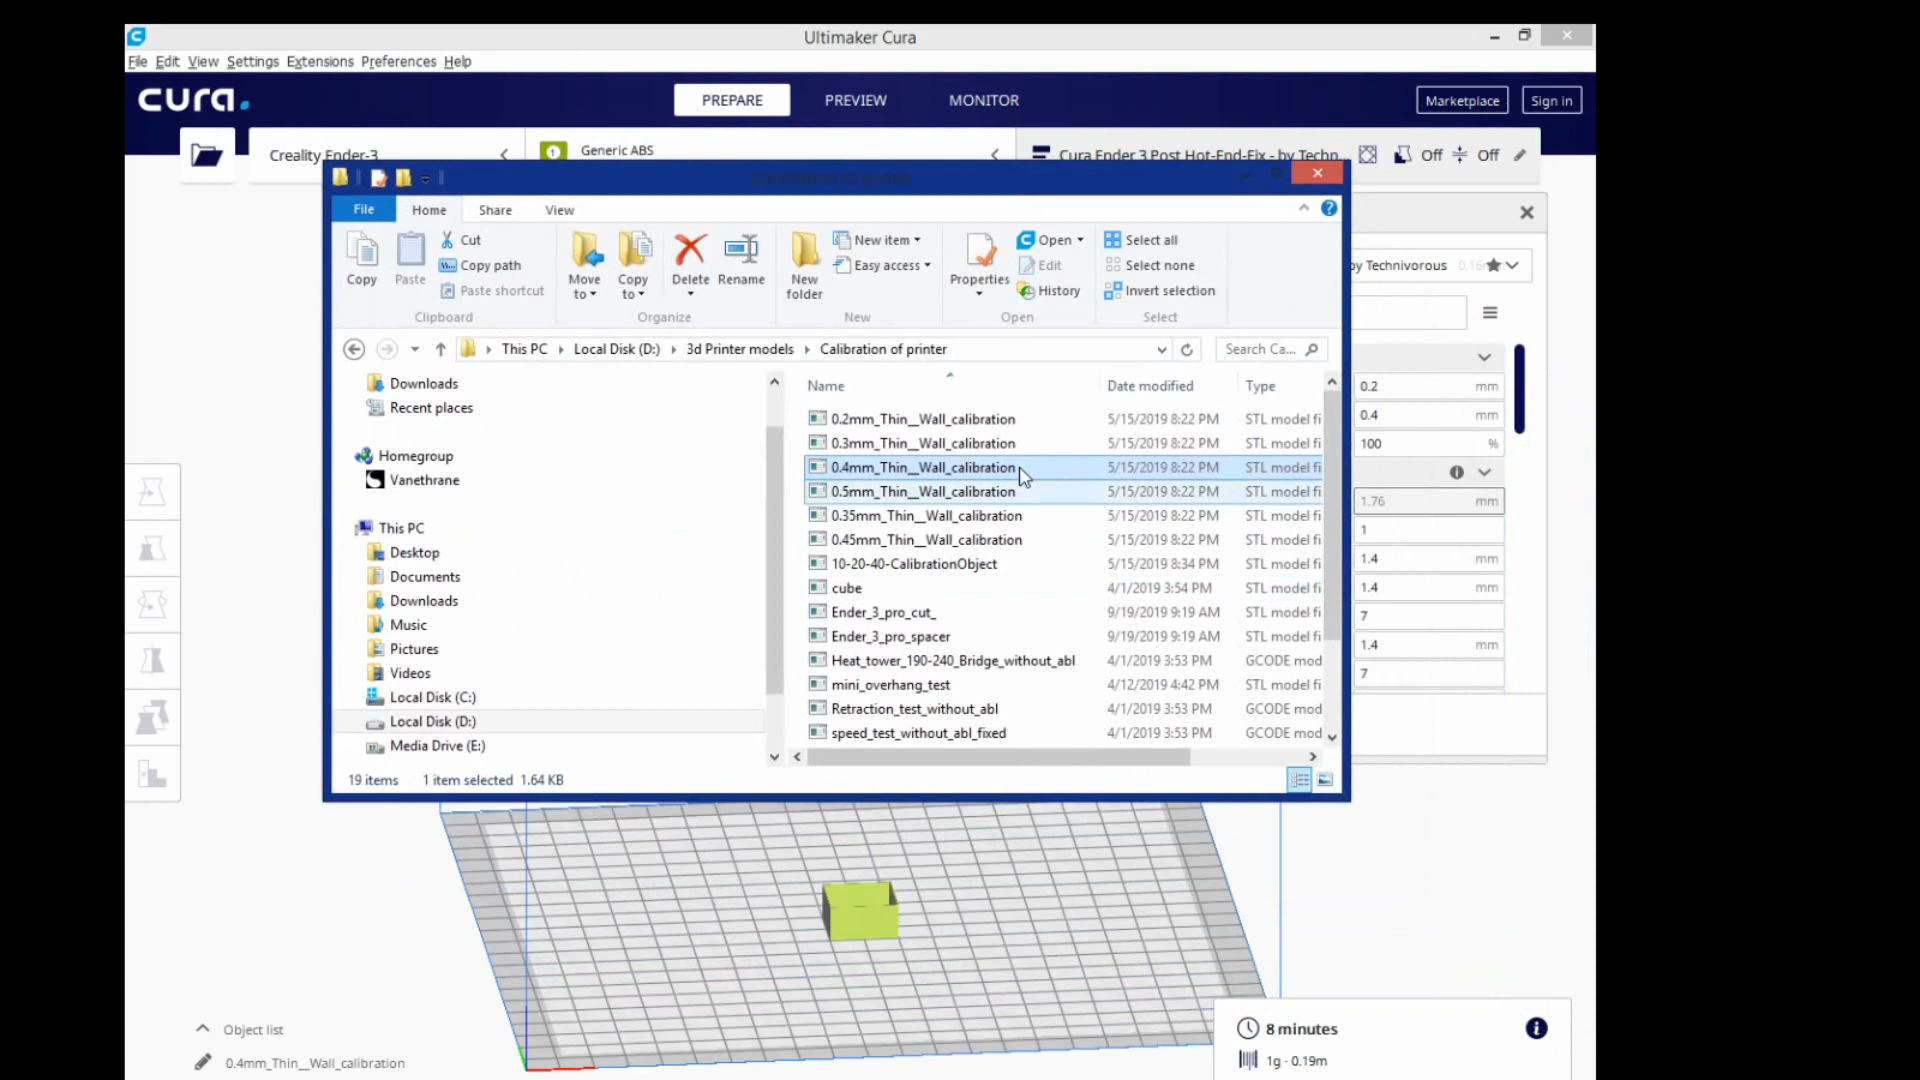 Ultimaker Cura
File Edit View Settings Extensions Preferences Help
cura.
PREPARE PREVIEW MONITOR
Marketplace Sign in
Creality Ender-3
1 Generic ABS
Cura Ender 3 Post Hot-End-Fix - by Techn... Off Off
File Home Share View
Cut
Copy path
Paste shortcut
Copy Paste
Clipboard
Move to
Copy to
Delete Rename
Organize
New folder
New item
Easy access
New
Properties
Open
Edit
History
Open
Select all
Select none
Invert selection
Select
This PC Local Disk (D:) 3d Printer models Calibration of printer
Search Ca...
Downloads
Recent places
Homegroup
Vanethrane
This PC
Desktop
Documents
Downloads
Music
Pictures
Videos
Local Disk (C:)
Local Disk (D:)
Media Drive (E:)
Name Date modified Type
0.2mm_Thin__Wall_calibration 5/15/2019 8:22 PM STL model fi
0.3mm_Thin__Wall_calibration 5/15/2019 8:22 PM STL model fi
0.4mm_Thin__Wall_calibration 5/15/2019 8:22 PM STL model fi
0.5mm_Thin__Wall_calibration 5/15/2019 8:22 PM STL model fi
0.35mm_Thin__Wall_calibration 5/15/2019 8:22 PM STL model fi
0.45mm_Thin__Wall_calibration 5/15/2019 8:22 PM STL model fi
10-20-40-CalibrationObject 5/15/2019 8:34 PM STL model fi
cube 4/1/2019 3:54 PM STL model fi
Ender_3_pro_cut_ 9/19/2019 9:19 AM STL model fi
Ender_3_pro_spacer 9/19/2019 9:19 AM STL model fi
Heat_tower_190-240_Bridge_without_abl 4/1/2019 3:53 PM GCODE mod
mini_overhang_test 4/12/2019 4:42 PM STL model fi
Retraction_test_without_abl 4/1/2019 3:53 PM GCODE mod
speed_test_without_abl_fixed 4/1/2019 3:53 PM GCODE mod
19 items 1 item selected 1.64 KB
by Technivorous
0.2 mm
0.4 mm
100 %
1.76 mm
1
1.4 mm
1.4 mm
7
1.4 mm
7
Object list
0.4mm_Thin__Wall_calibration
8 minutes
1g · 0.19m